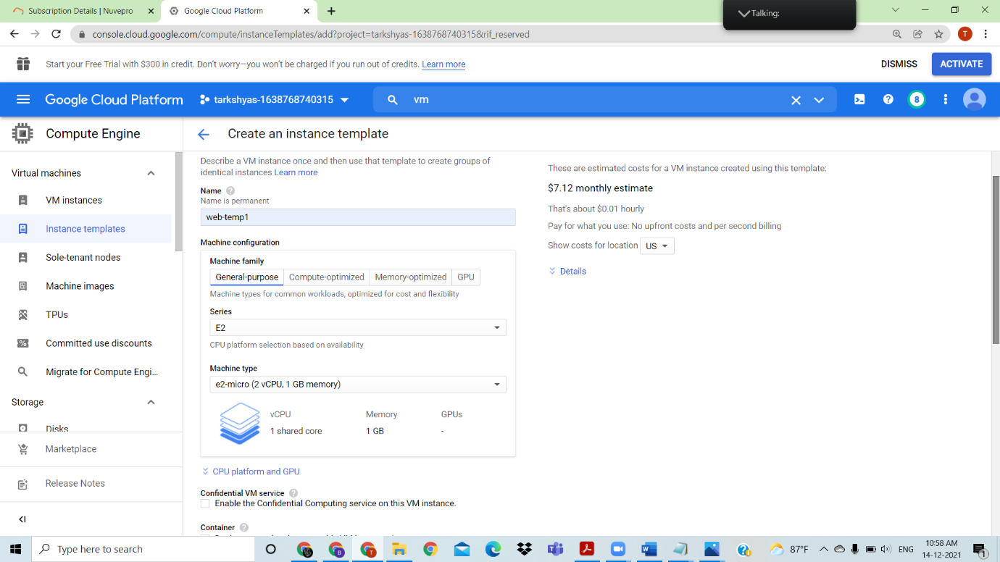 Subscription Details | Nuvepro
Google Cloud Platform
Talking:
console.cloud.google.com/compute/instanceTemplates/add?project=tarkshyas-1638768740315&rif_reserved
T
Start your Free Trial with $300 in credit. Don't worry—you won't be charged if you run out of credits. Learn more
DISMISS
ACTIVATE
Google Cloud Platform
tarkshyas-1638768740315
vm
8
Compute Engine
Create an instance template
Virtual machines
VM instances
Instance templates
Sole-tenant nodes
Machine images
TPUs
Committed use discounts
Migrate for Compute Engi...
Storage
Disks
Marketplace
Release Notes
Describe a VM instance once and then use that template to create groups of
identical instances Learn more
Name
Name is permanent
web-temp1
Machine configuration
Machine family
General-purpose Compute-optimized Memory-optimized GPU
Machine types for common workloads, optimized for cost and flexibility
Series
E2
CPU platform selection based on availability
Machine type
e2-micro (2 vCPU, 1 GB memory)
vCPU Memory GPUs
1 shared core 1 GB -
CPU platform and GPU
Confidential VM service
Enable the Confidential Computing service on this VM instance.
Container
These are estimated costs for a VM instance created using this template:
$7.12 monthly estimate
That's about $0.01 hourly
Pay for what you use: No upfront costs and per second billing
Show costs for location US
Details
Type here to search
87°F
ENG
10:58 AM
14-12-2021
1